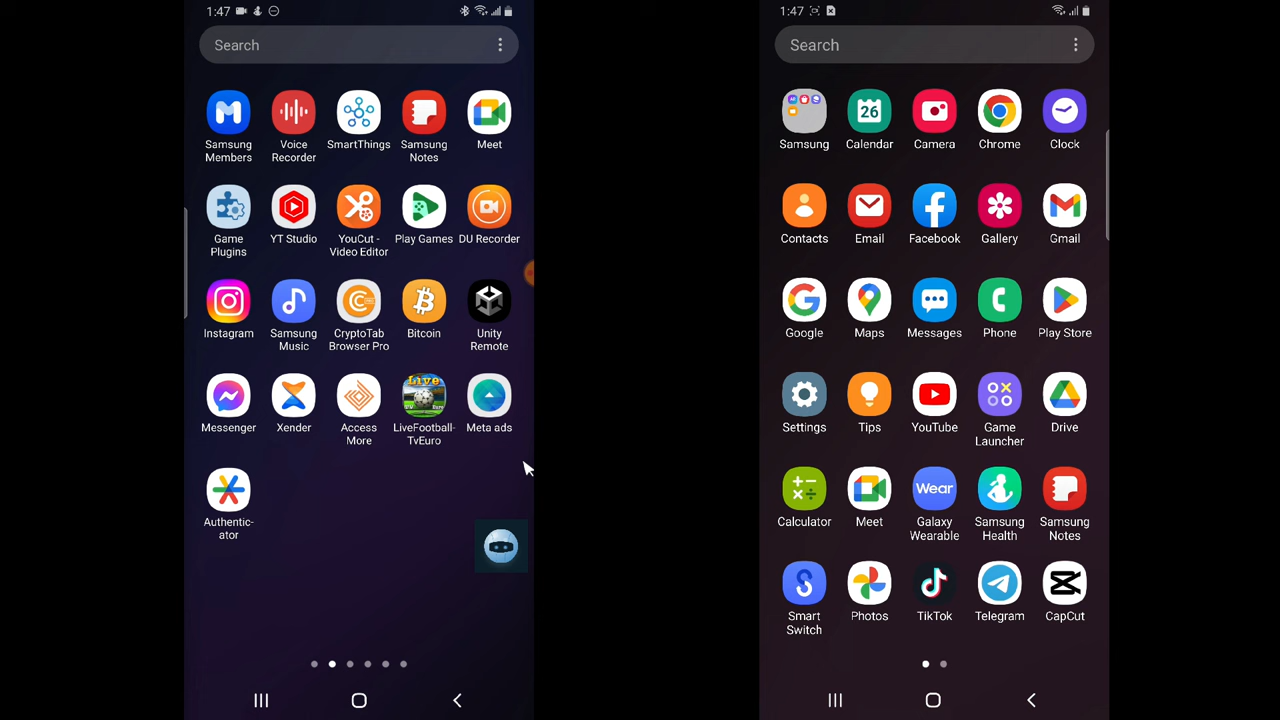 1:47
Search
Samsung
Members
Voice
Recorder
SmartThings
Samsung
Notes
Meet
Game
Plugins
YT Studio
YouCut -
Video Editor
Play Games
DU Recorder
Instagram
Samsung
Music
CryptoTab
Browser Pro
Bitcoin
Unity
Remote
Messenger
Xender
Access
More
Live
LiveFootball-
TvEuro
Meta ads
Authentic-
ator
1:47
Search
Samsung
26
Calendar
Camera
Chrome
Clock
Contacts
Email
Facebook
Gallery
Gmail
Google
Maps
Messages
Phone
Play Store
Settings
Tips
YouTube
Game
Launcher
Drive
Calculator
Meet
Wear
Galaxy
Wearable
Samsung
Health
Samsung
Notes
Smart
Switch
Photos
TikTok
Telegram
CapCut